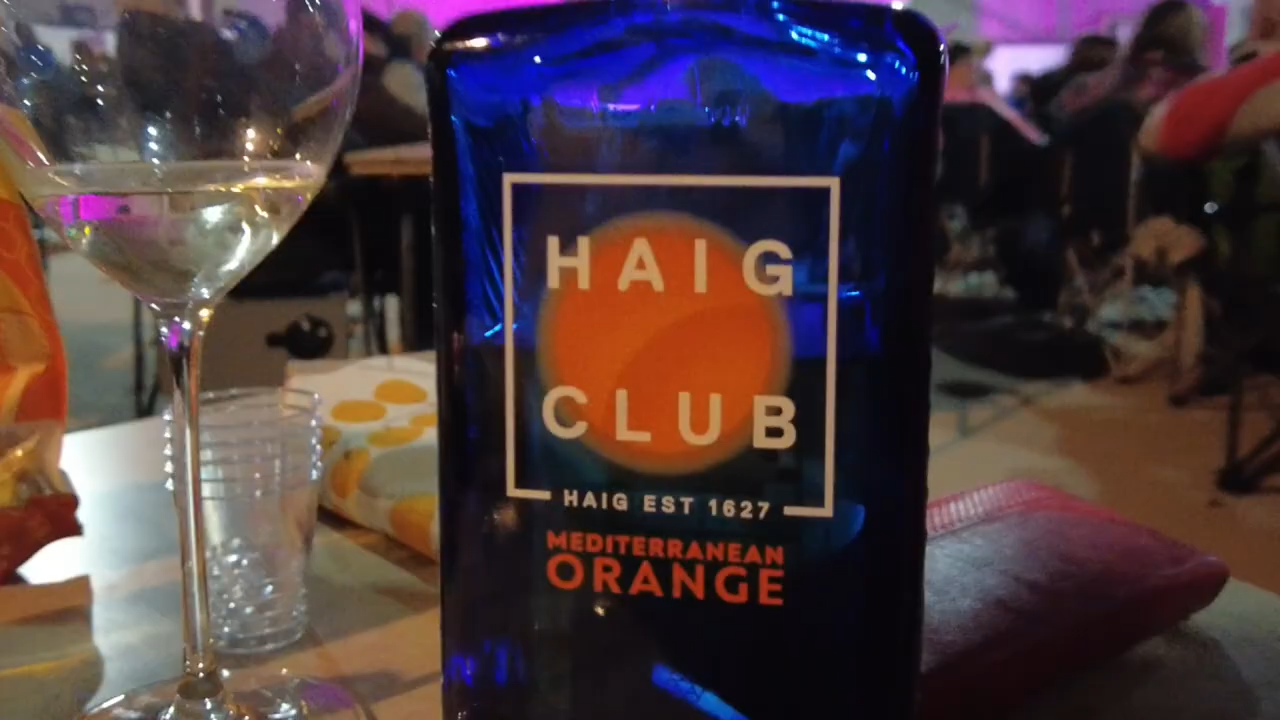 HAIG
CLUB
HAIG EST 1627
MEDITERRANEAN
ORANGE